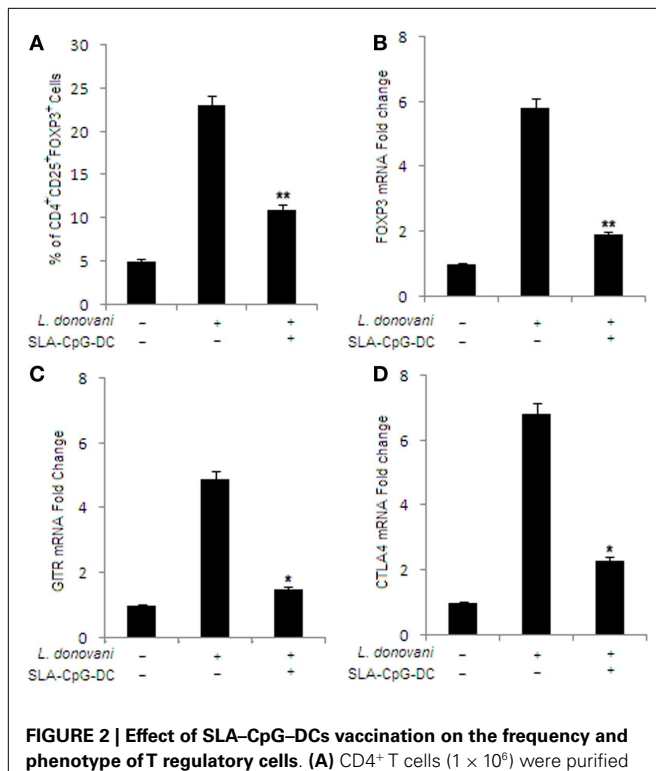 A
% of CD4⁺CD25⁺FOXP3⁺ Cells
30
25
20
15
10
5
0
**
L. donovani – + +
SLA-CpG-DC – – +
B
FOXP3 mRNA Fold change
8
6
4
2
0
**
L. donovani – + +
SLA-CpG-DC – – +
C
GITR mRNA Fold Change
8
6
4
2
0
*
L. donovani – + +
SLA-CpG-DC – – +
D
CTLA4 mRNA Fold Change
8
6
4
2
0
*
L. donovani – + +
SLA-CpG-DC – – +
FIGURE 2 | Effect of SLA–CpG–DCs vaccination on the frequency and
phenotype of T regulatory cells. (A) CD4⁺ T cells (1 × 10⁶) were purified